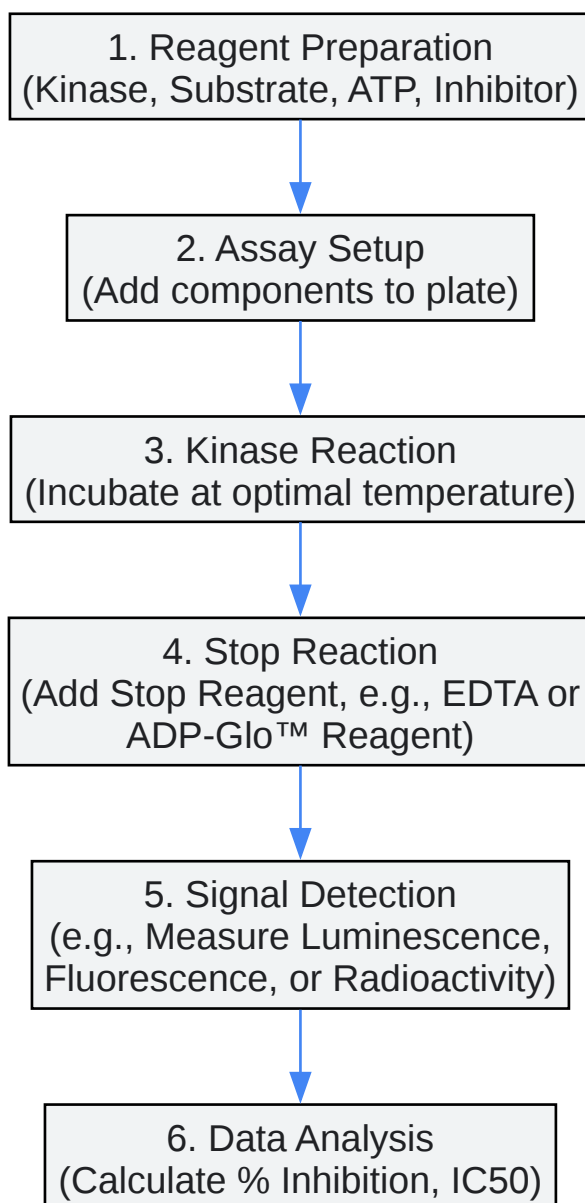 1. Reagent Preparation
(Kinase, Substrate, ATP, Inhibitor)
2. Assay Setup
(Add components to plate)
3. Kinase Reaction
(Incubate at optimal temperature)
4. Stop Reaction
(Add Stop Reagent, e.g., EDTA or
ADP-Glo™ Reagent)
5. Signal Detection
(e.g., Measure Luminescence,
Fluorescence, or Radioactivity)
6. Data Analysis
(Calculate % Inhibition, IC50)